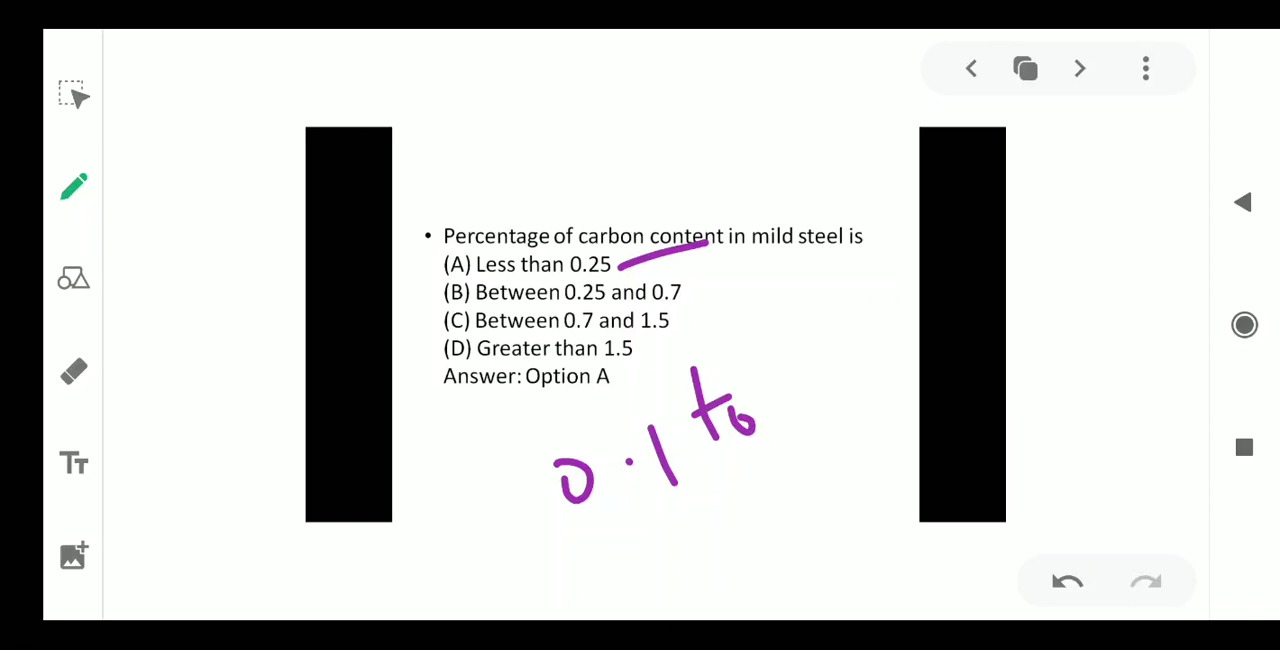 • Percentage of carbon content in mild steel is
(A) Less than 0.25
(B) Between 0.25 and 0.7
(C) Between 0.7 and 1.5
(D) Greater than 1.5
Answer: Option A
0.1 to
TT